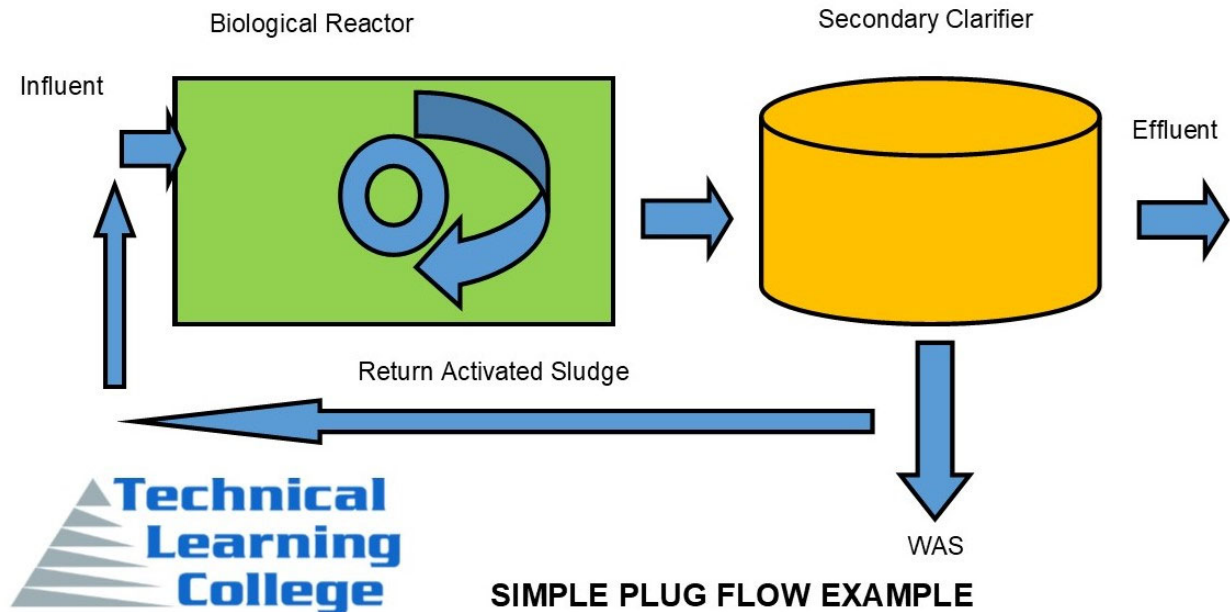 Biological Reactor
Secondary Clarifier
Influent
Effluent
Return Activated Sludge
WAS
Technical
Learning
College
SIMPLE PLUG FLOW EXAMPLE